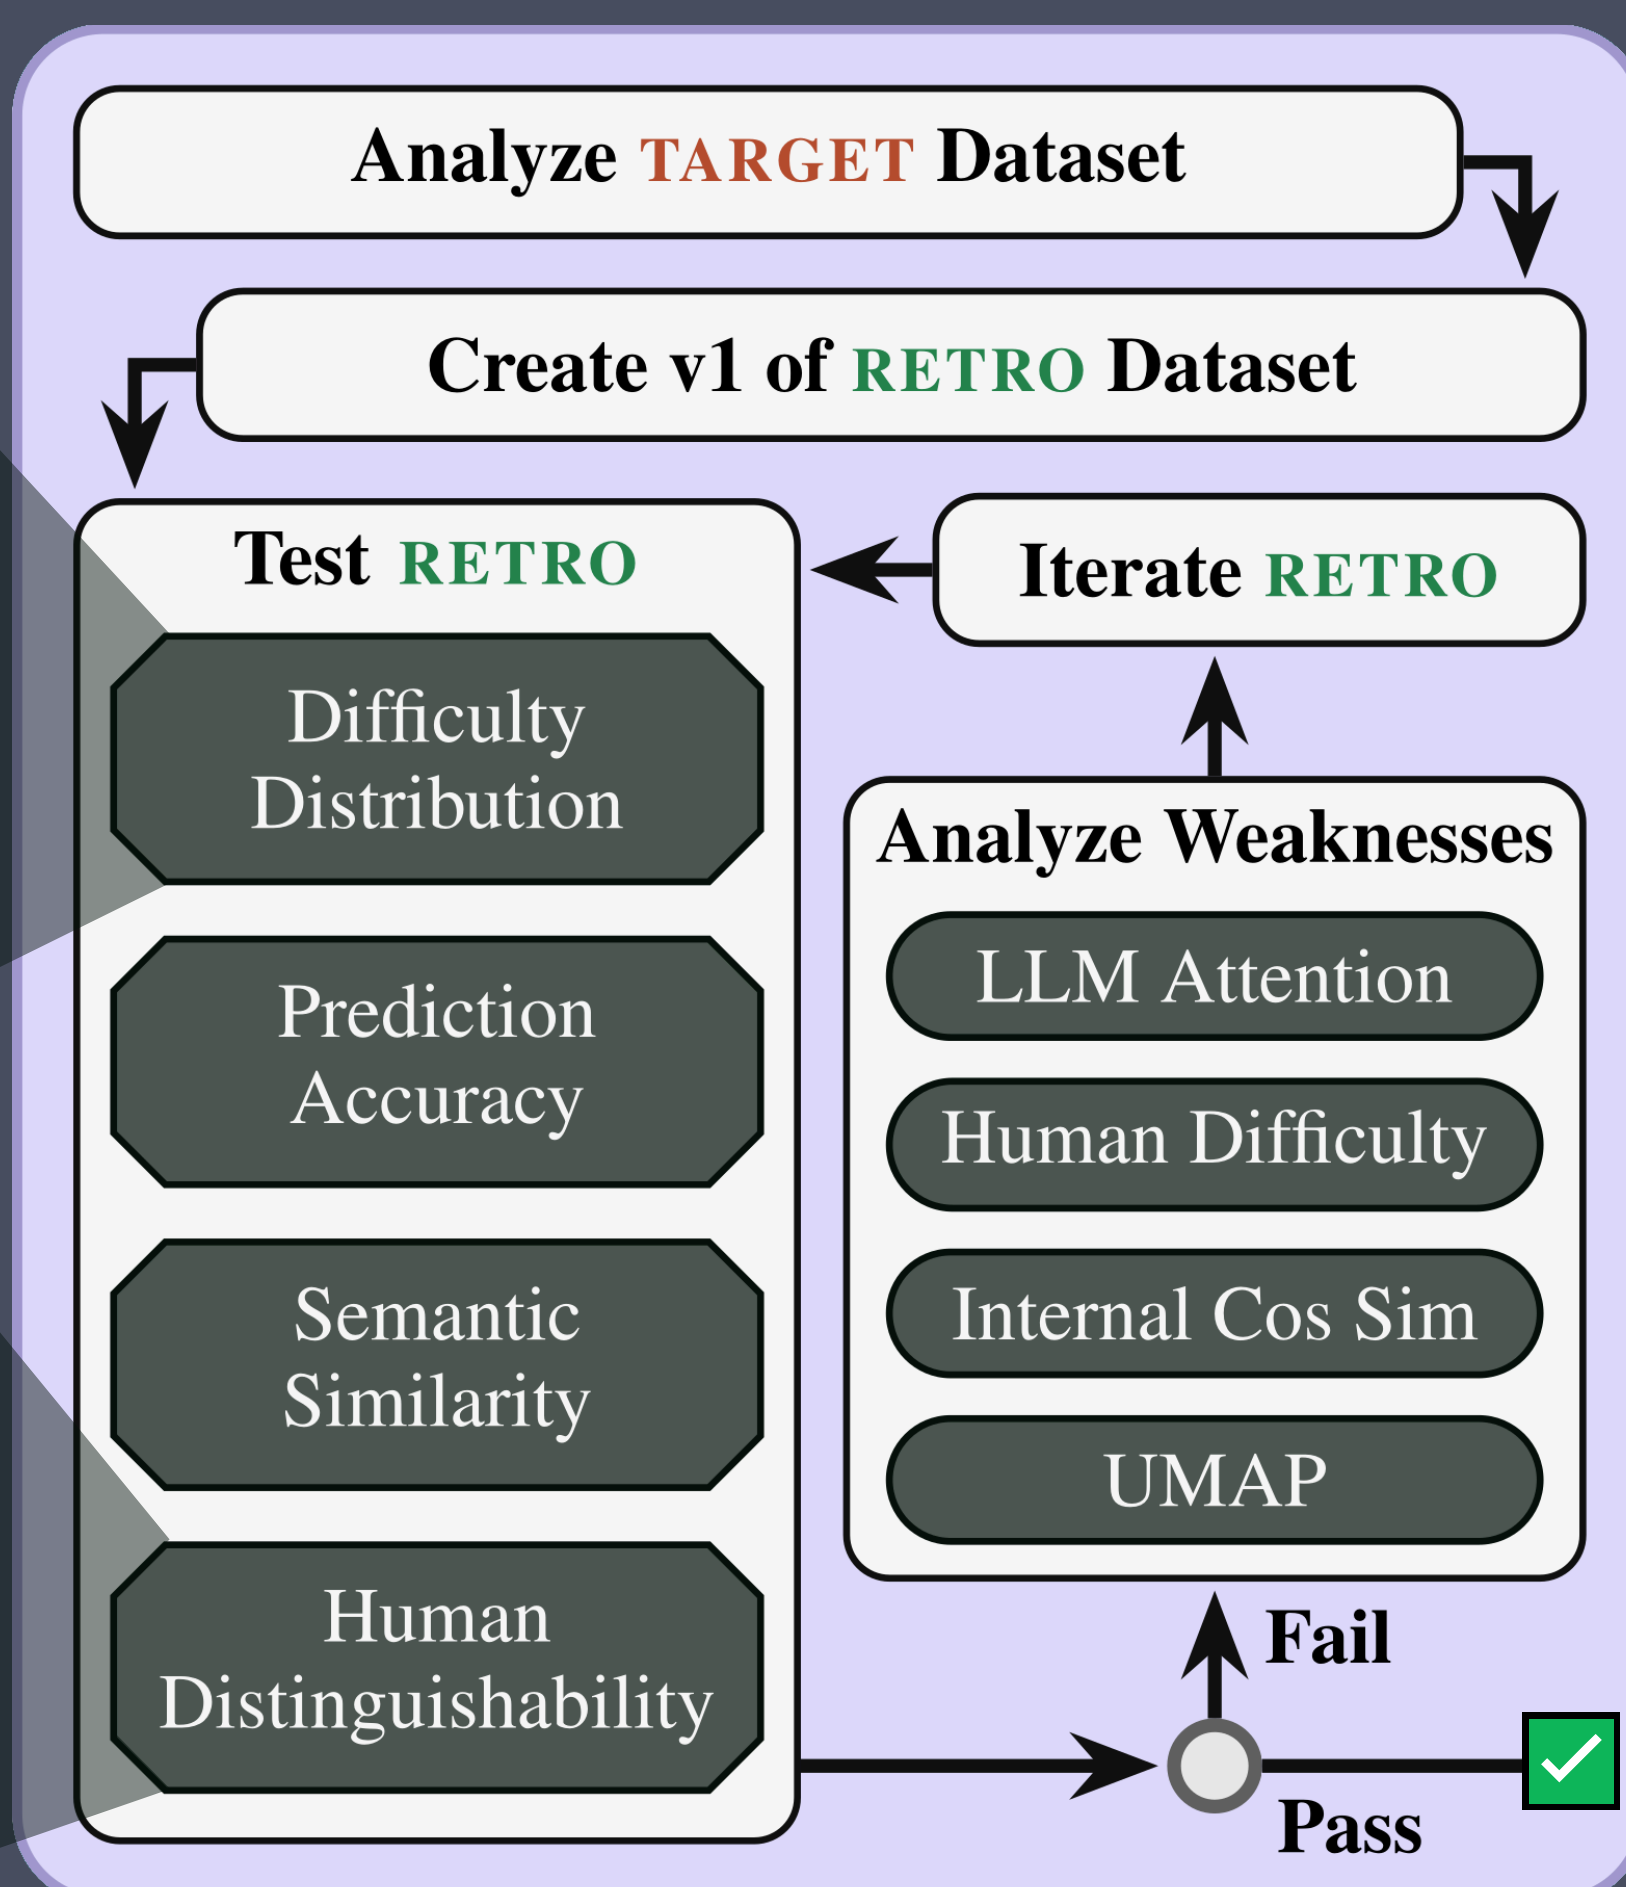 Analyze TARGET Dataset
Create v1 of RETRO Dataset
Test RETRO
Difficulty
Distribution
Prediction
Accuracy
Semantic
Similarity
Human
Distinguishability
Iterate RETRO
Analyze Weaknesses
LLM Attention
Human Difficulty
Internal Cos Sim
UMAP
Fail
Pass